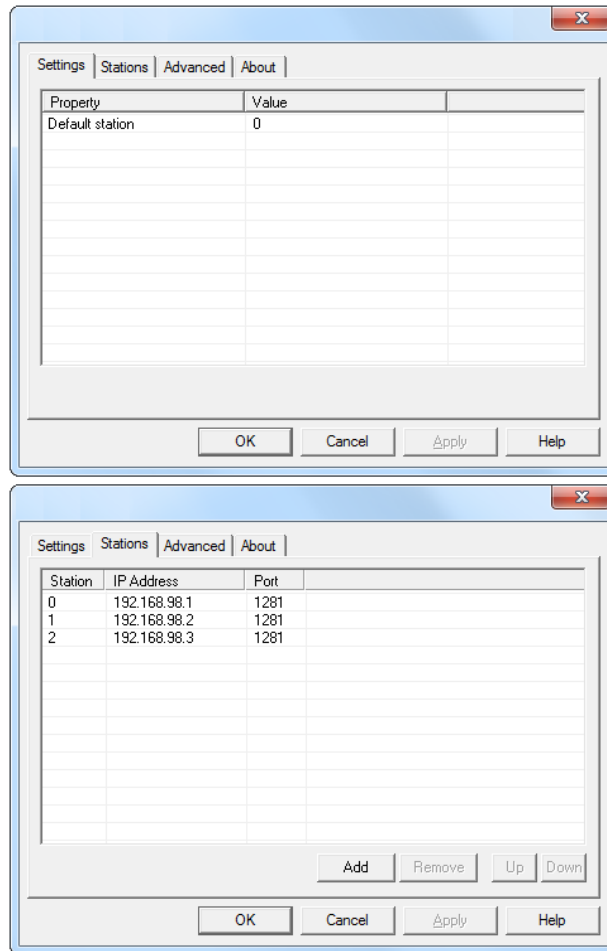 Settings Stations Advanced About
Property Value
Default station 0
OK Cancel Apply Help
Settings Stations Advanced About
Station IP Address Port
0 192.168.98.1 1281
1 192.168.98.2 1281
2 192.168.98.3 1281
Add Remove Up Down
OK Cancel Apply Help